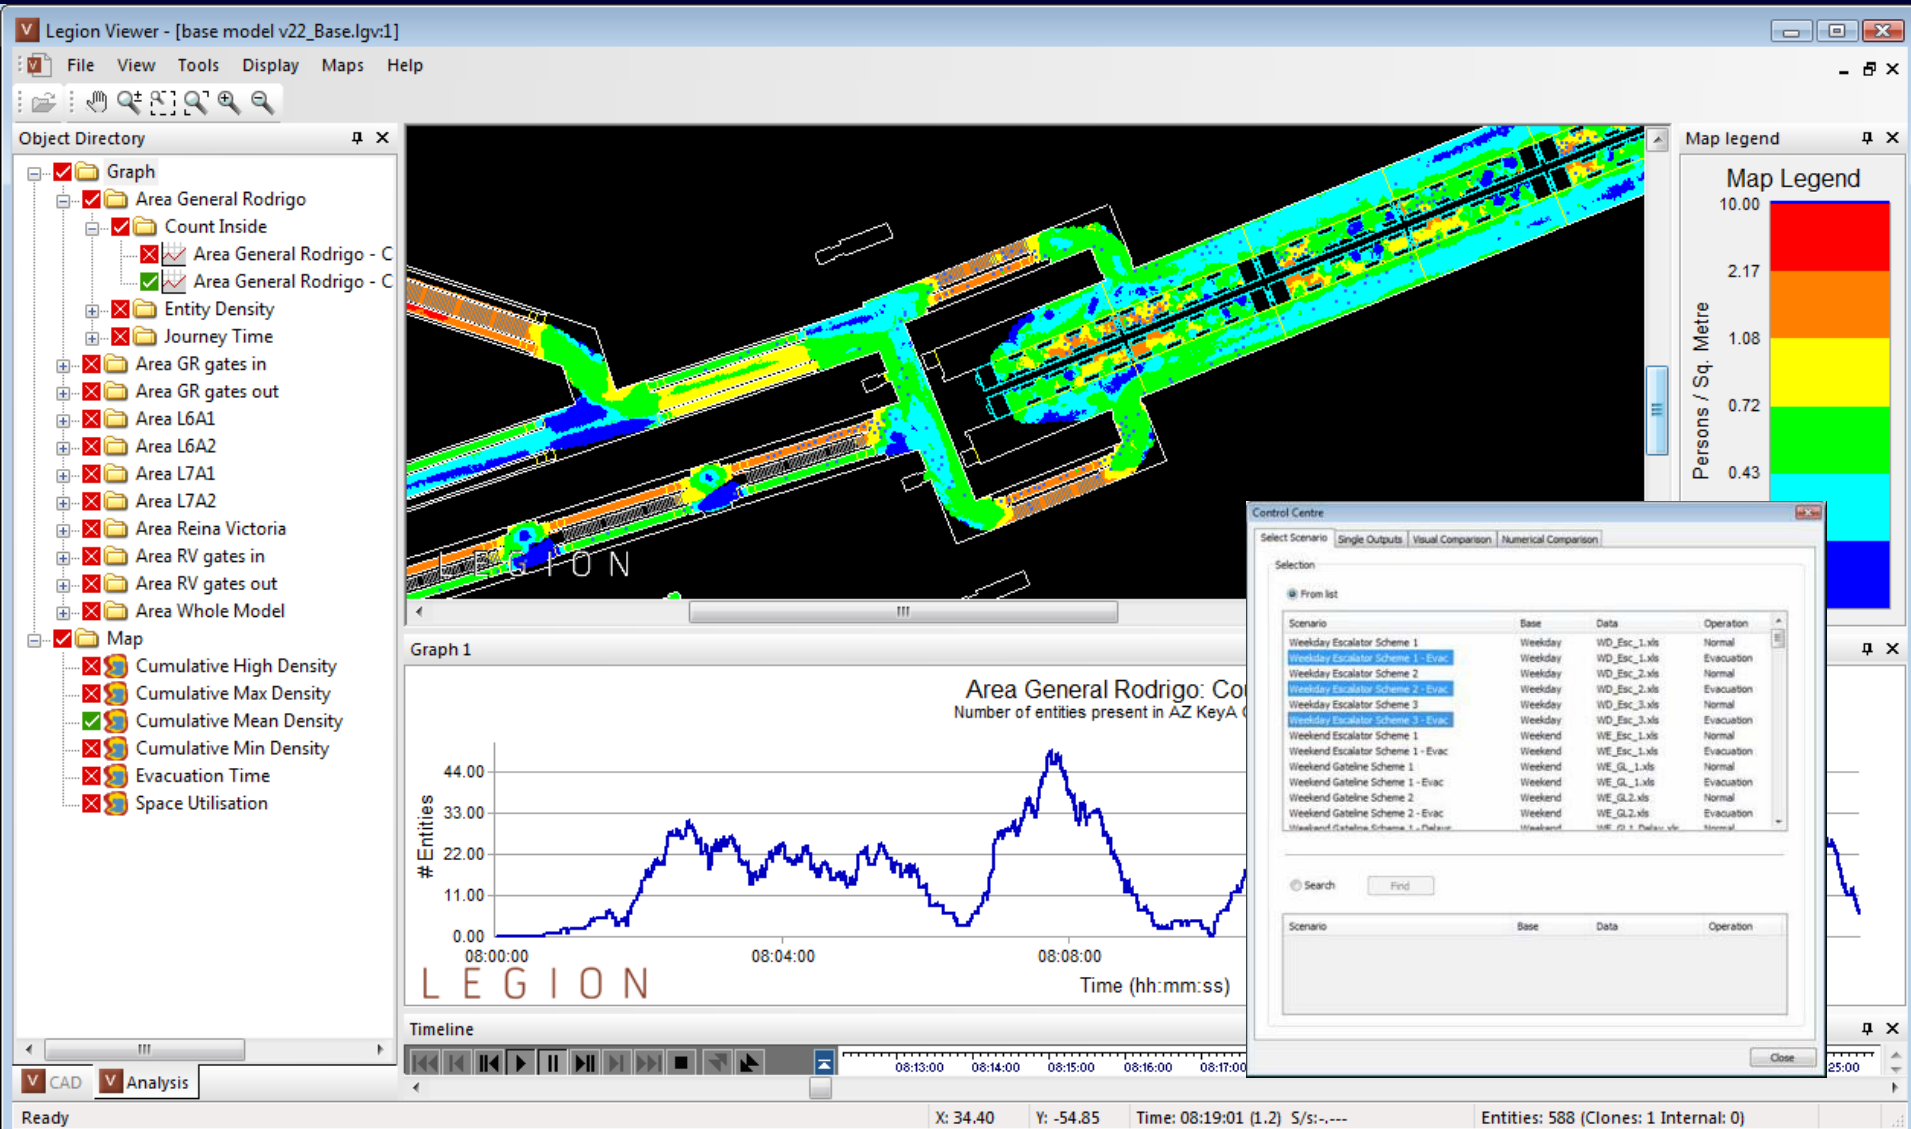 Legion Viewer - [base model v22_Base.lgv:1]
File View Tools Display Maps Help
Object Directory
Graph
Area General Rodrigo
Count Inside
Area General Rodrigo - C
Area General Rodrigo - C
Entity Density
Journey Time
Area GR gates in
Area GR gates out
Area L6A1
Area L6A2
Area L7A1
Area L7A2
Area Reina Victoria
Area RV gates in
Area RV gates out
Area Whole Model
Map
Cumulative High Density
Cumulative Max Density
Cumulative Mean Density
Cumulative Min Density
Evacuation Time
Space Utilisation
CAD Analysis
LEGION
Map legend
Map Legend
10.00
2.17
1.08
0.72
0.43
Persons / Sq. Metre
Graph 1
Area General Rodrigo: Cou
Number of entities present in AZ KeyA
#Entities
44.00
33.00
22.00
11.00
0.00
08:00:00 08:04:00 08:08:00
Time (hh:mm:ss)
LEGION
Control Centre
Select Scenario Single Outputs Visual Comparison Numerical Comparison
Selection
From list
Scenario Base Data Operation
Weekday Escalator Scheme 1 Weekday WD_Esc_1.xls Normal
Weekday Escalator Scheme 1 - Evac Weekday WD_Esc_1.xls Evacuation
Weekday Escalator Scheme 2 Weekday WD_Esc_2.xls Normal
Weekday Escalator Scheme 2 - Evac Weekday WD_Esc_2.xls Evacuation
Weekday Escalator Scheme 3 Weekday WD_Esc_3.xls Normal
Weekday Escalator Scheme 3 - Evac Weekday WD_Esc_3.xls Evacuation
Weekend Escalator Scheme 1 Weekend WE_Esc_1.xls Normal
Weekend Escalator Scheme 1 - Evac Weekend WE_Esc_1.xls Evacuation
Weekend Gateline Scheme 1 Weekend WE_GL_1.xls Normal
Weekend Gateline Scheme 1 - Evac Weekend WE_GL_1.xls Evacuation
Weekend Gateline Scheme 2 Weekend WE_GL2.xls Normal
Weekend Gateline Scheme 2 - Evac Weekend WE_GL2.xls Evacuation
Weekend Gateline Scheme 1 - Delays Weekend WE_GL1_Delay.xls Normal
Search Find
Scenario Base Data Operation
Close
Timeline
08:13:00 08:14:00 08:15:00 08:16:00 08:17:00 25:00
Ready X: 34.40 Y: -54.85 Time: 08:19:01 (1.2) S/s:-.--- Entities: 588 (Clones: 1 Internal: 0)